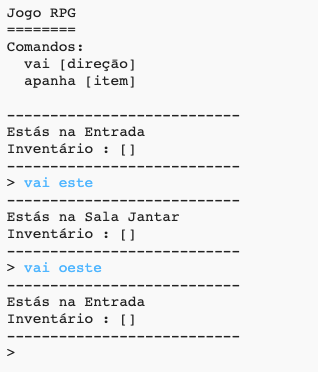 Jogo RPG
========
Comandos:
  vai [direção]
  apanha [item]
---------------------------
Estás na Entrada
Inventário : []
---------------------------
> vai este
---------------------------
Estás na Sala Jantar
Inventário : []
---------------------------
> vai oeste
---------------------------
Estás na Entrada
Inventário : []
---------------------------
>